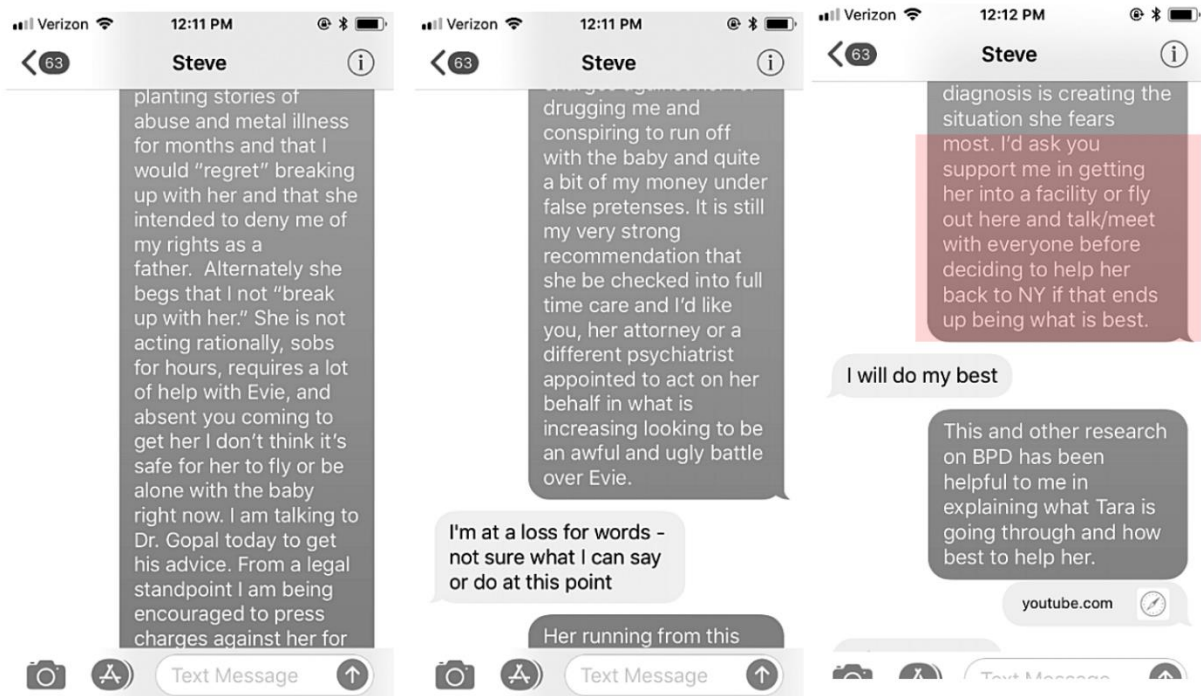 Verizon 12:11 PM
63 Steve
planting stories of
abuse and metal illness
for months and that I
would "regret" breaking
up with her and that she
intended to deny me of
my rights as a
father.  Alternately she
begs that I not "break
up with her." She is not
acting rationally, sobs
for hours, requires a lot
of help with Evie, and
absent you coming to
get her I don't think it's
safe for her to fly or be
alone with the baby
right now. I am talking to
Dr. Gopal today to get
his advice. From a legal
standpoint I am being
encouraged to press
charges against her for
Text Message
Verizon 12:11 PM
63 Steve
charges against her for
drugging me and
conspiring to run off
with the baby and quite
a bit of my money under
false pretenses. It is still
my very strong
recommendation that
she be checked into full
time care and I'd like
you, her attorney or a
different psychiatrist
appointed to act on her
behalf in what is
increasing looking to be
an awful and ugly battle
over Evie.
I'm at a loss for words -
not sure what I can say
or do at this point
Her running from this
Text Message
Verizon 12:12 PM
63 Steve
diagnosis is creating the
situation she fears
most. I'd ask you
support me in getting
her into a facility or fly
out here and talk/meet
with everyone before
deciding to help her
back to NY if that ends
up being what is best.
I will do my best
This and other research
on BPD has been
helpful to me in
explaining what Tara is
going through and how
best to help her.
youtube.com
Text Message